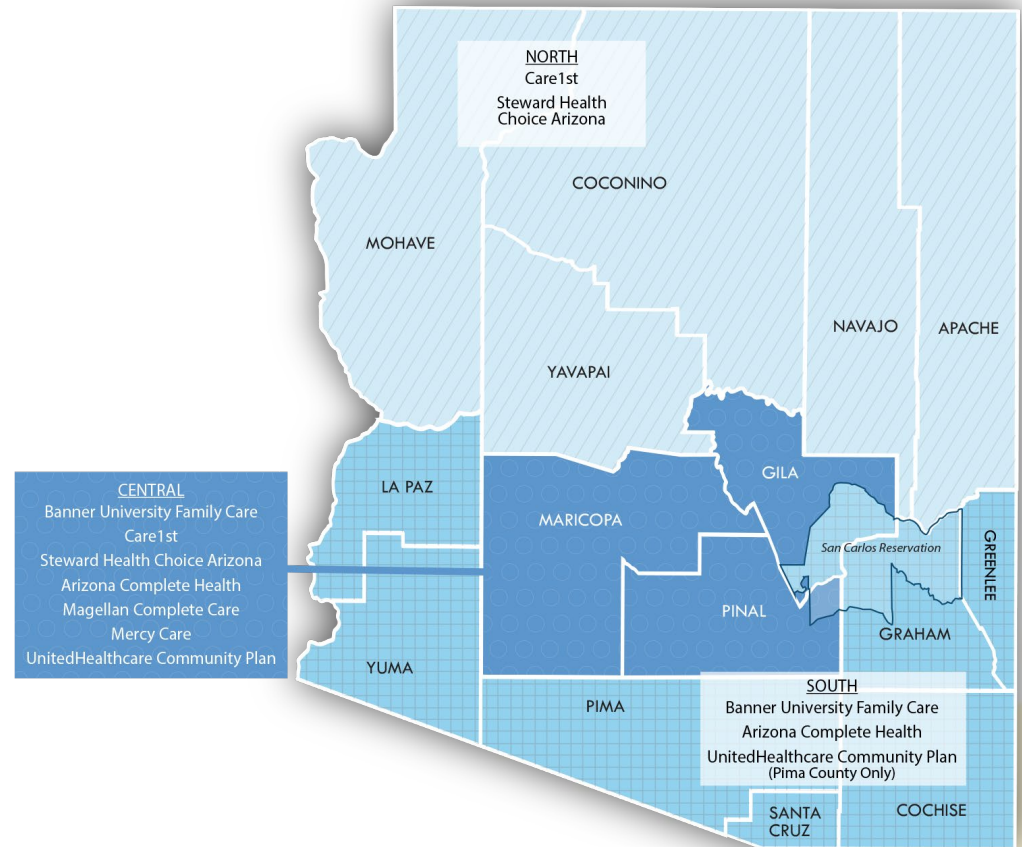 NORTH
Care1st
Steward Health
Choice Arizona
COCONINO
MOHAVE
NAVAJO
APACHE
YAVAPAI
GILA
LA PAZ
MARICOPA
CENTRAL
Banner University Family Care
Care1st
Steward Health Choice Arizona
Arizona Complete Health
Magellan Complete Care
Mercy Care
UnitedHealthcare Community Plan
San Carlos Reservation
GREENLEE
PINAL
GRAHAM
YUMA
PIMA
SOUTH
Banner University Family Care
Arizona Complete Health
UnitedHealthcare Community Plan
(Pima County Only)
SANTA
CRUZ
COCHISE